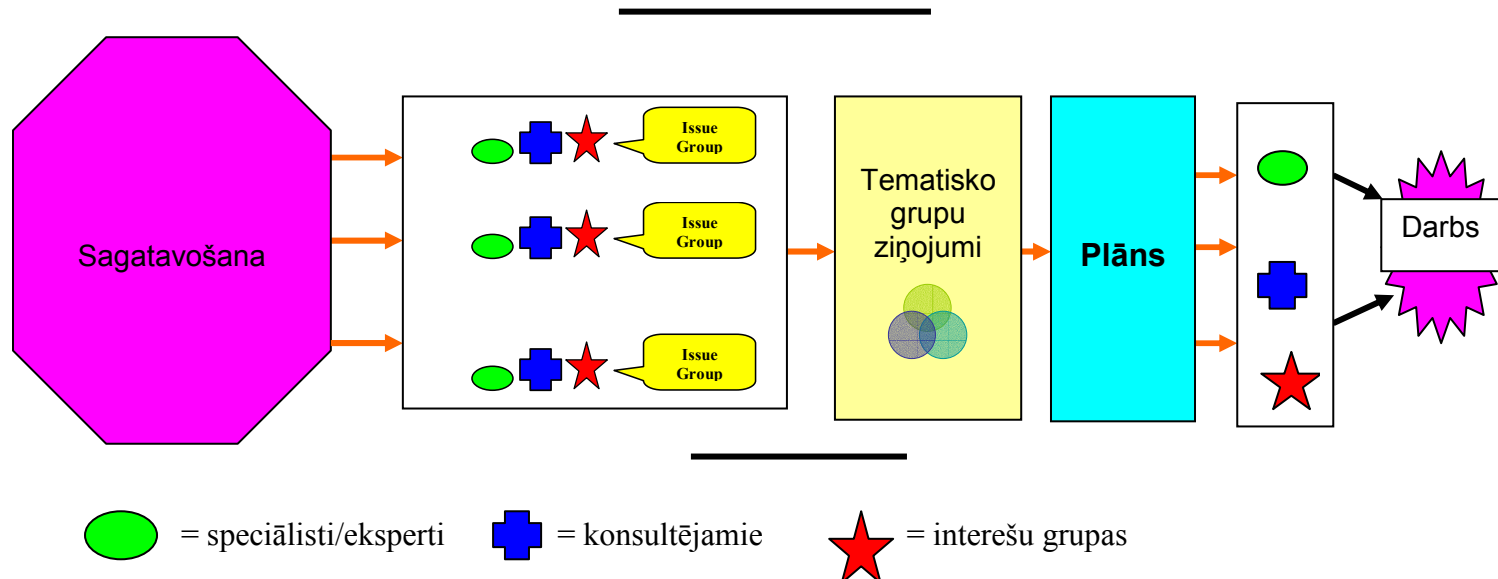 Sagatavošana
Issue
Group
Issue
Group
Issue
Group
Tematisko
grupu
ziņojumi
Plāns
Darbs
= speciālisti/eksperti
= konsultējamie
= interešu grupas